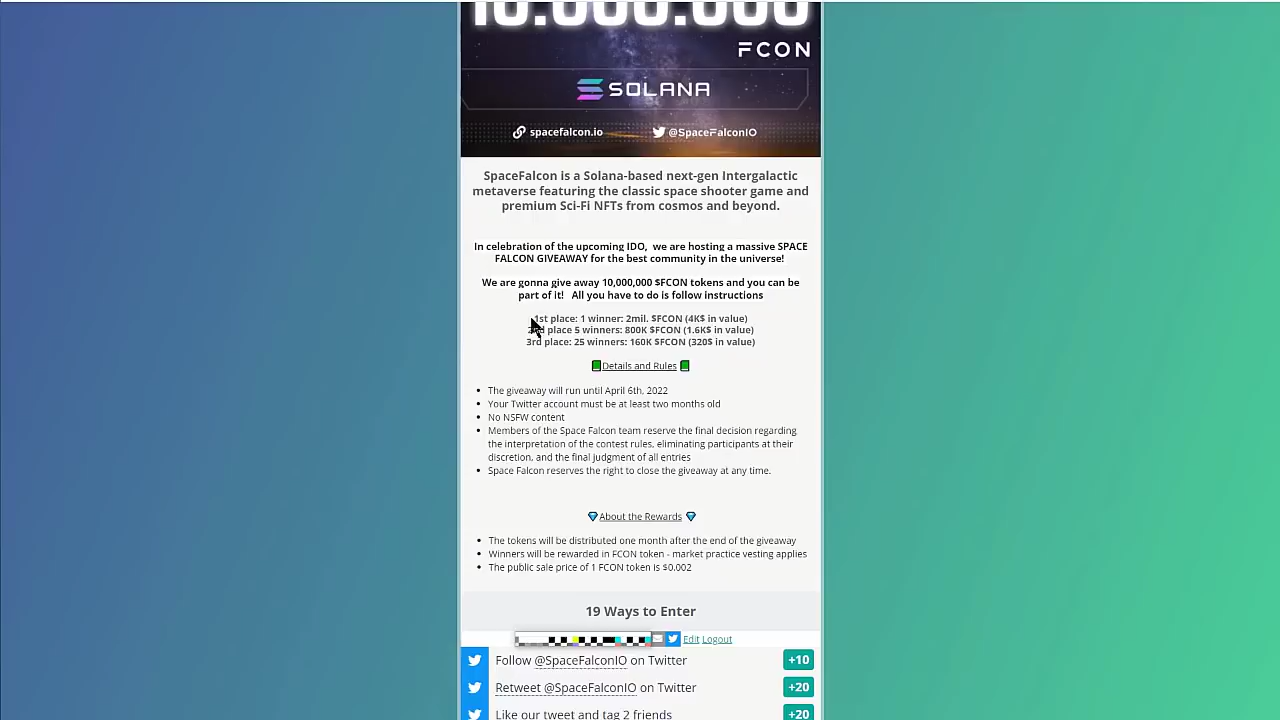 10.000.000
FCON
SOLANA
spacefalcon.io @SpaceFalconIO
SpaceFalcon is a Solana-based next-gen Intergalactic
metaverse featuring the classic space shooter game and
premium Sci-Fi NFTs from cosmos and beyond.
In celebration of the upcoming IDO, we are hosting a massive SPACE
FALCON GIVEAWAY for the best community in the universe!
We are gonna give away 10,000,000 $FCON tokens and you can be
part of it! All you have to do is follow instructions
1st place: 1 winner: 2mil. $FCON (4K$ in value)
place 5 winners: 800K $FCON (1.6K$ in value)
3rd place: 25 winners: 160K $FCON (320$ in value)
Details and Rules
The giveaway will run until April 6th, 2022
Your Twitter account must be at least two months old
No NSFW content
Members of the Space Falcon team reserve the final decision regarding
the interpretation of the contest rules, eliminating participants at their
discretion, and the final judgment of all entries
Space Falcon reserves the right to close the giveaway at any time.
About the Rewards
The tokens will be distributed one month after the end of the giveaway
Winners will be rewarded in FCON token - market practice vesting applies
The public sale price of 1 FCON token is $0.002
19 Ways to Enter
Edit Logout
Follow @SpaceFalconIO on Twitter +10
Retweet @SpaceFalconIO on Twitter +20
Like our tweet and tag 2 friends +20